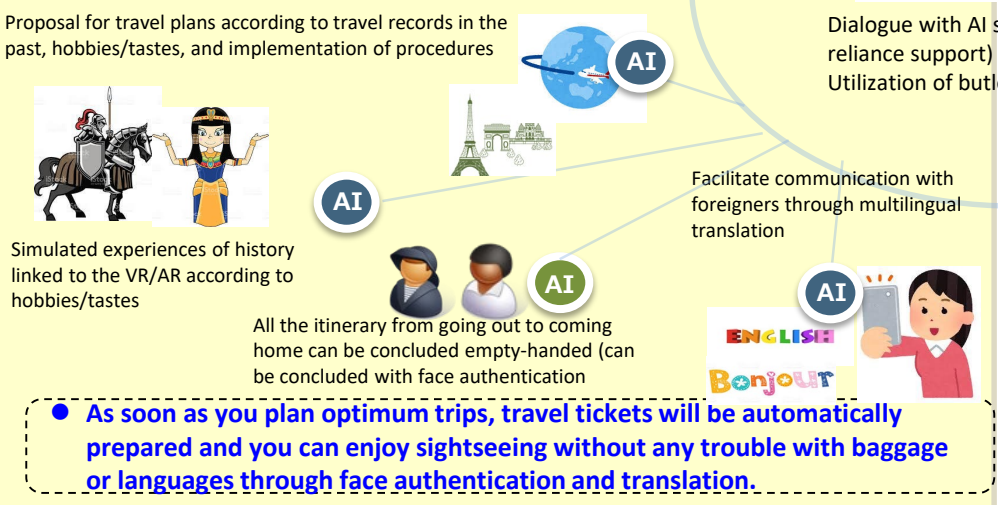 Proposal for travel plans according to travel records in the
past, hobbies/tastes, and implementation of procedures
AI
Dialogue with AI
reliance support)
Utilization of
AI
Simulated experiences of history
linked to the VR/AR according to
hobbies/tastes
AI
All the itinerary from going out to coming
home can be concluded empty-handed (can
be concluded with face authentication
Facilitate communication with
foreigners through multilingual
translation
AI
ENGLISH
Bonjour
● As soon as you plan optimum trips, travel tickets will be automatically
prepared and you can enjoy sightseeing without any trouble with baggage
or languages through face authentication and translation.